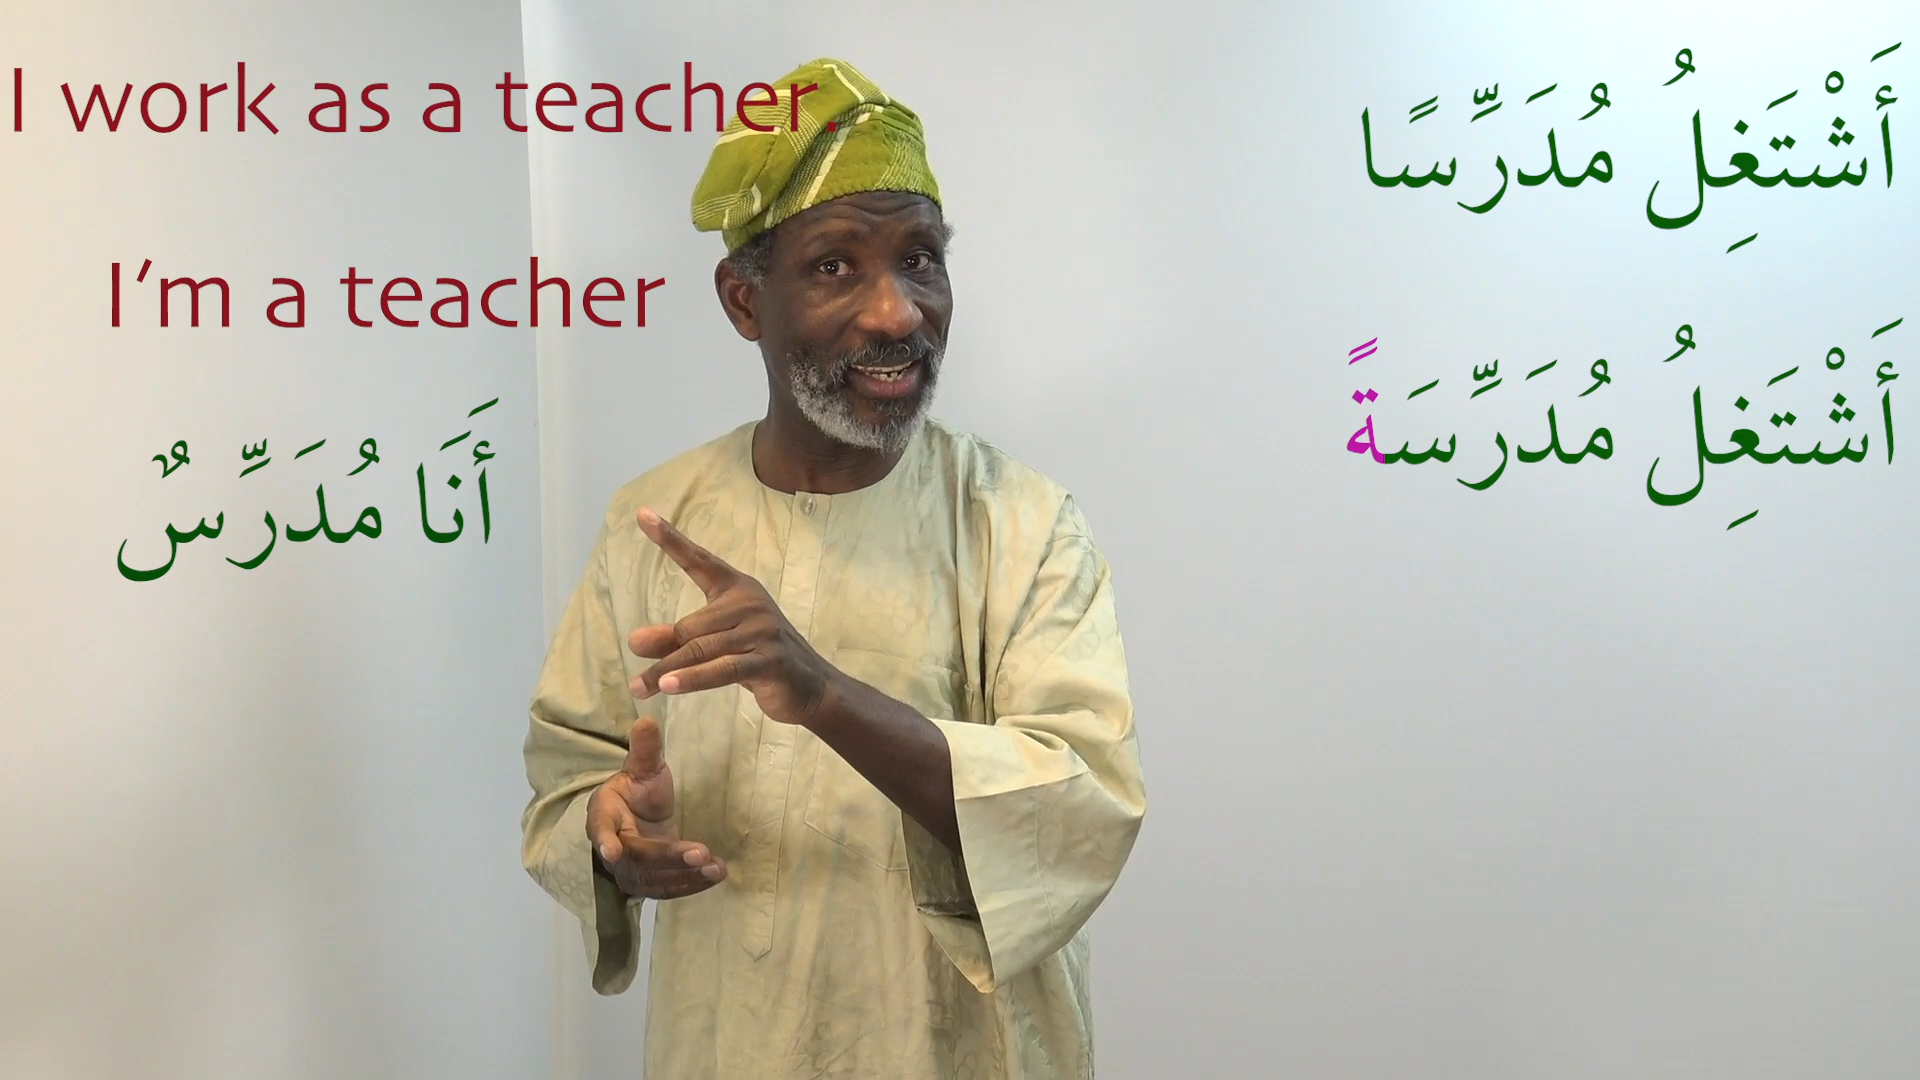 I work as a teacher.
I'm a teacher
أَنَا مُدَرِّسٌ
أَشْتَغِلُ مُدَرِّسًا
أَشْتَغِلُ مُدَرِّسَةً